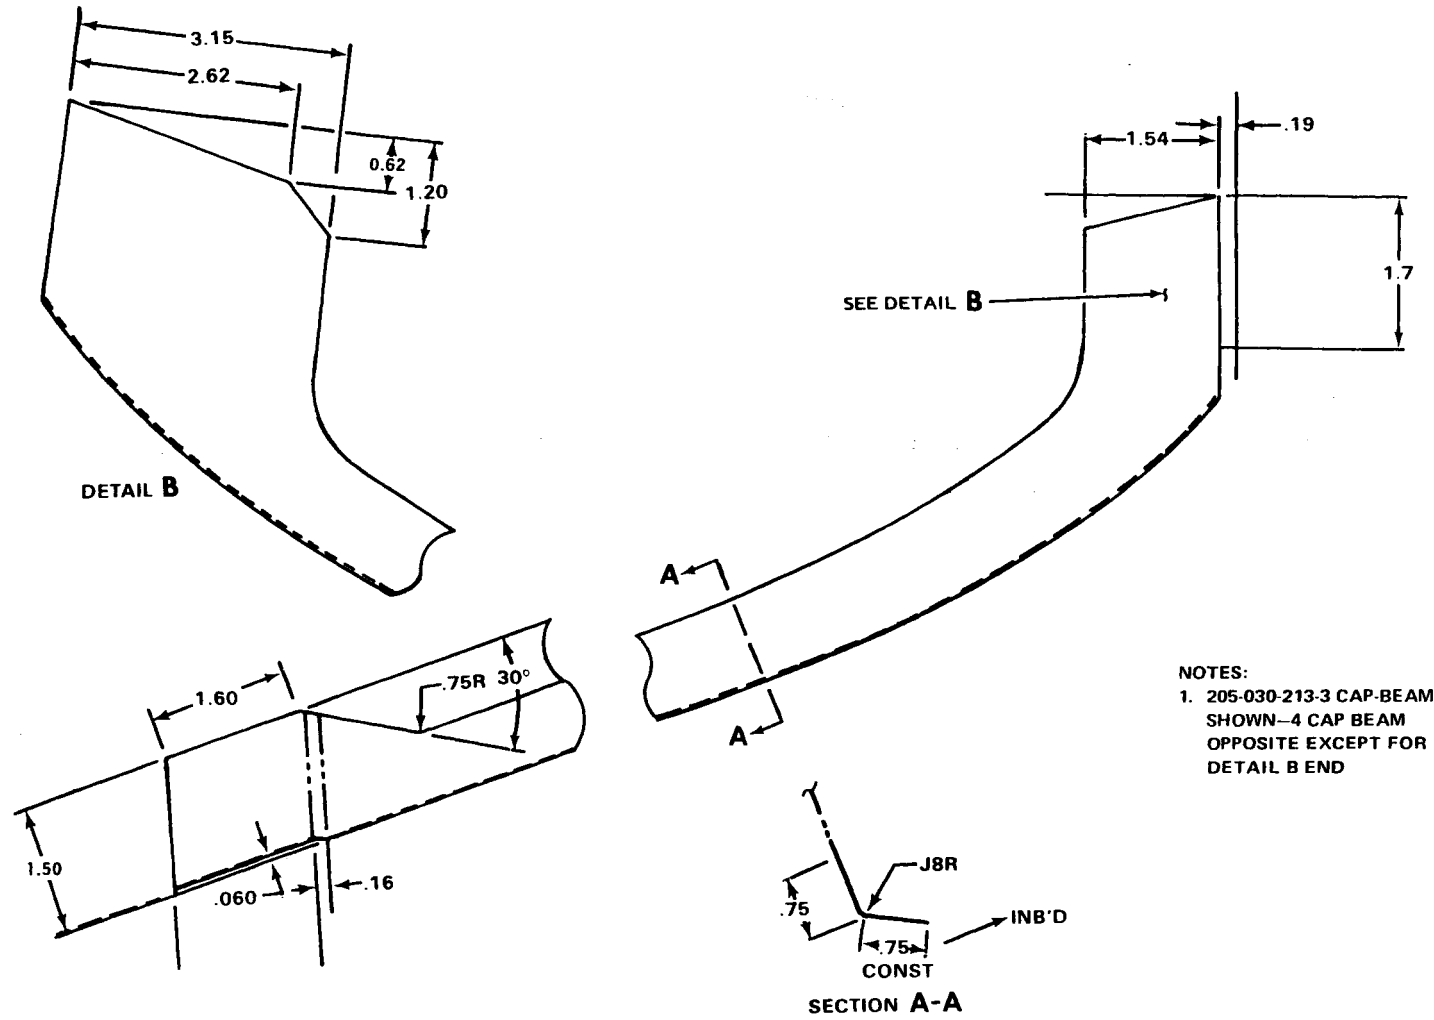 3.15
2.62
0.62
1.20
DETAIL B
1.54
.19
1.7
SEE DETAIL B
A
A
1.60
.75R
30°
1.50
.060
.16
NOTES:
1. 205-030-213-3 CAP-BEAM
SHOWN–4 CAP BEAM
OPPOSITE EXCEPT FOR
DETAIL B END
J8R
.75
.75
CONST
INB'D
SECTION A-A